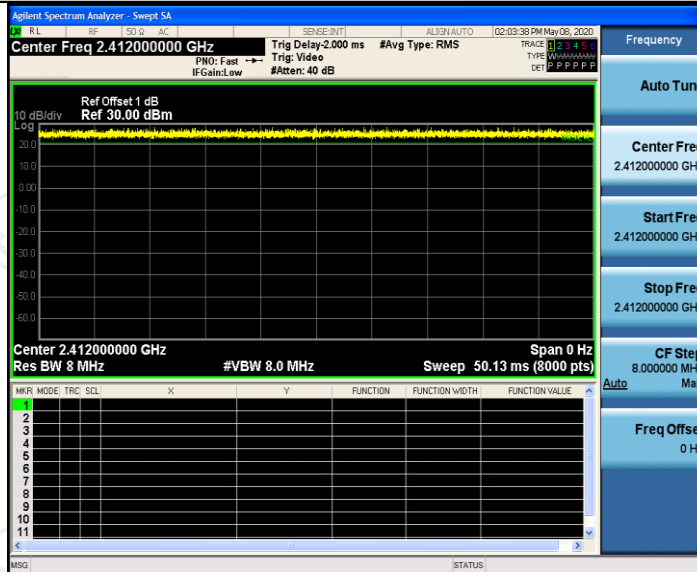 Agilent Spectrum Analyzer - Swept SA
RL RF 50 Ω AC SENSE:INT ALIGN AUTO 02:03:38 PM May 08, 2020
Center Freq 2.412000000 GHz
PNO: Fast
IFGain:Low
Trig Delay-2.000 ms
Trig: Video
#Atten: 40 dB
#Avg Type: RMS
TRACE 1 2 3 4 5 6
TYPE
DET P P P P P P
Ref Offset 1 dB
10 dB/div Ref 30.00 dBm
Log
20.0
10.0
0.00
-10.0
-20.0
-30.0
-40.0
-50.0
-60.0
Center 2.412000000 GHz Span 0 Hz
Res BW 8 MHz #VBW 8.0 MHz Sweep 50.13 ms (8000 pts)
MKR MODE TRC SCL X Y FUNCTION FUNCTION WIDTH FUNCTION VALUE
1
2
3
4
5
6
7
8
9
10
11
MSG STATUS
Frequency
Auto Tun
Center Fre
2.412000000 GH
Start Fre
2.412000000 GH
Stop Fre
2.412000000 GH
CF Ste
8.000000 MH
Auto Ma
Freq Offse
0 H